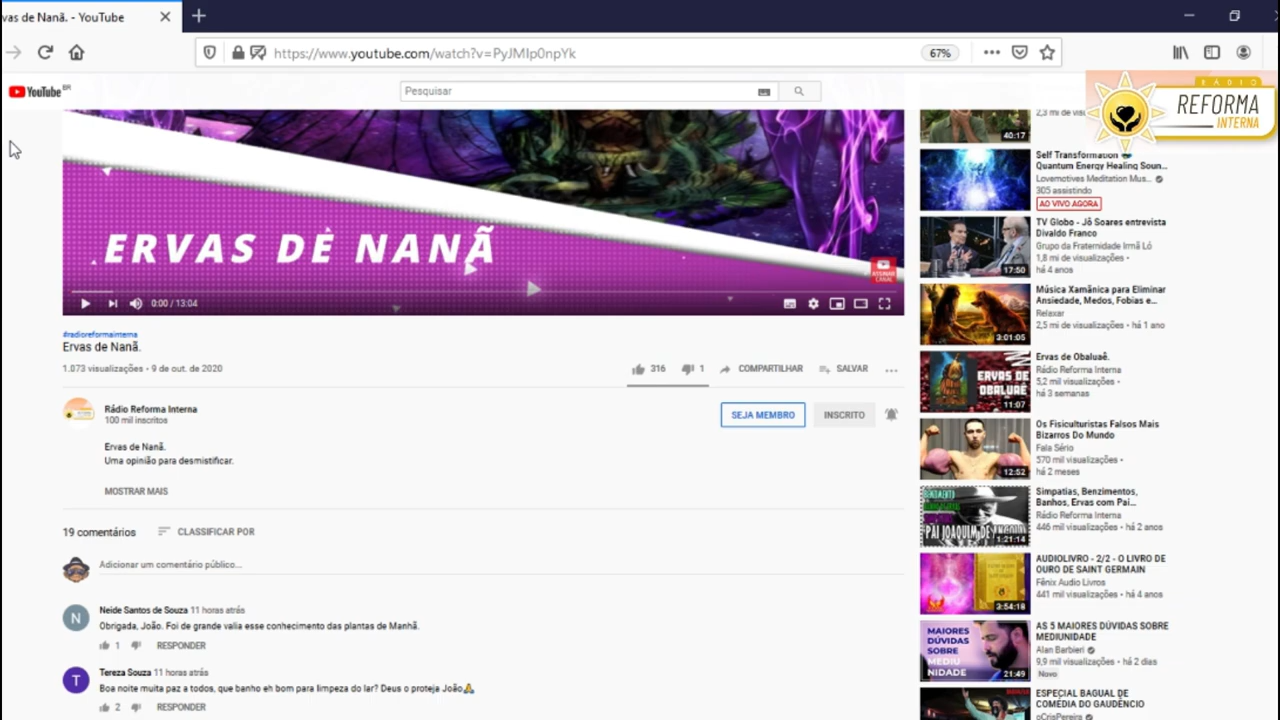 vas de Nanã. - YouTube
https://www.youtube.com/watch?v=PyJMIp0npYk
67%
YouTube BR
Pesquisar
RÁDIO
REFORMA
INTERNA
ERVAS DE NANÃ
ASSINAR
CANAL
0:00 / 13:04
#radioreformainterna
Ervas de Nanã.
1.073 visualizações • 9 de out. de 2020
316
1
COMPARTILHAR
SALVAR
Rádio Reforma Interna
100 mil inscritos
SEJA MEMBRO
INSCRITO
Ervas de Nanã.
Uma opinião para desmistificar.
MOSTRAR MAIS
19 comentários
CLASSIFICAR POR
Adicionar um comentário público...
N
Neide Santos de Souza 11 horas atrás
Obrigada, João. Foi de grande valia esse conhecimento das plantas de Manhã.
1
RESPONDER
T
Tereza Souza 11 horas atrás
Boa noite muita paz a todos, que banho eh bom para limpeza do lar? Deus o proteja João🙏
2
RESPONDER
40:17
2,3 mi de
Self Transformation
Quantum Energy Healing Soun...
Lovemotives Meditation Mus...
305 assistindo
AO VIVO AGORA
17:50
TV Globo - Jô Soares entrevista
Divaldo Franco
Grupo da Fraternidade Irmã Ló
1,8 mi de visualizações •
há 4 anos
3:01:05
Música Xamânica para Eliminar
Ansiedade, Medos, Fobias e...
Relaxar
2,5 mi de visualizações • há 1 ano
ERVAS DE
OBALUAÊ
11:07
Ervas de Obaluaê.
Rádio Reforma Interna
5,2 mil visualizações •
há 3 semanas
12:52
Os Fisiculturistas Falsos Mais
Bizarros Do Mundo
Fala Sério
570 mil visualizações •
há 2 meses
PAI JOAQUIM DE ANGOLA
1:21:14
Simpatias, Benzimentos,
Banhos, Ervas com Pai...
Rádio Reforma Interna
446 mil visualizações • há 2 anos
3:54:18
AUDIOLIVRO - 2/2 - O LIVRO DE
OURO DE SAINT GERMAIN
Fênix Audio Livros
441 mil visualizações • há 4 anos
MAIORES
DÚVIDAS
SOBRE
MEDIU
NIDADE
21:49
AS 5 MAIORES DÚVIDAS SOBRE
MEDIUNIDADE
Alan Barbieri
9,9 mil visualizações • há 2 dias
Novo
ESPECIAL BAGUAL DE
COMÉDIA DO GAUDÊNCIO
oCrisPereira